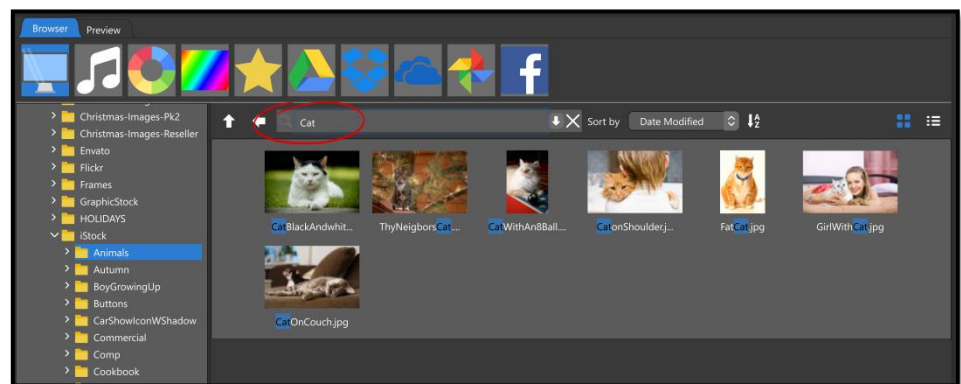 Browser Preview
f
Christmas-Images-Pk2
Christmas-Images-Reseller
Envato
Flickr
Frames
GraphicStock
HOLIDAYS
iStock
Animals
Autumn
BoyGrowingUp
Buttons
CarShowIconWShadow
Commercial
Comp
Cookbook
Cat
Sort by Date Modified
CatBlackAndwhit... ThyNeigborsCat.... CatWithAn8Ball.... CatonShoulder.j... FatCat.jpg GirlWithCat.jpg
CatOnCouch.jpg